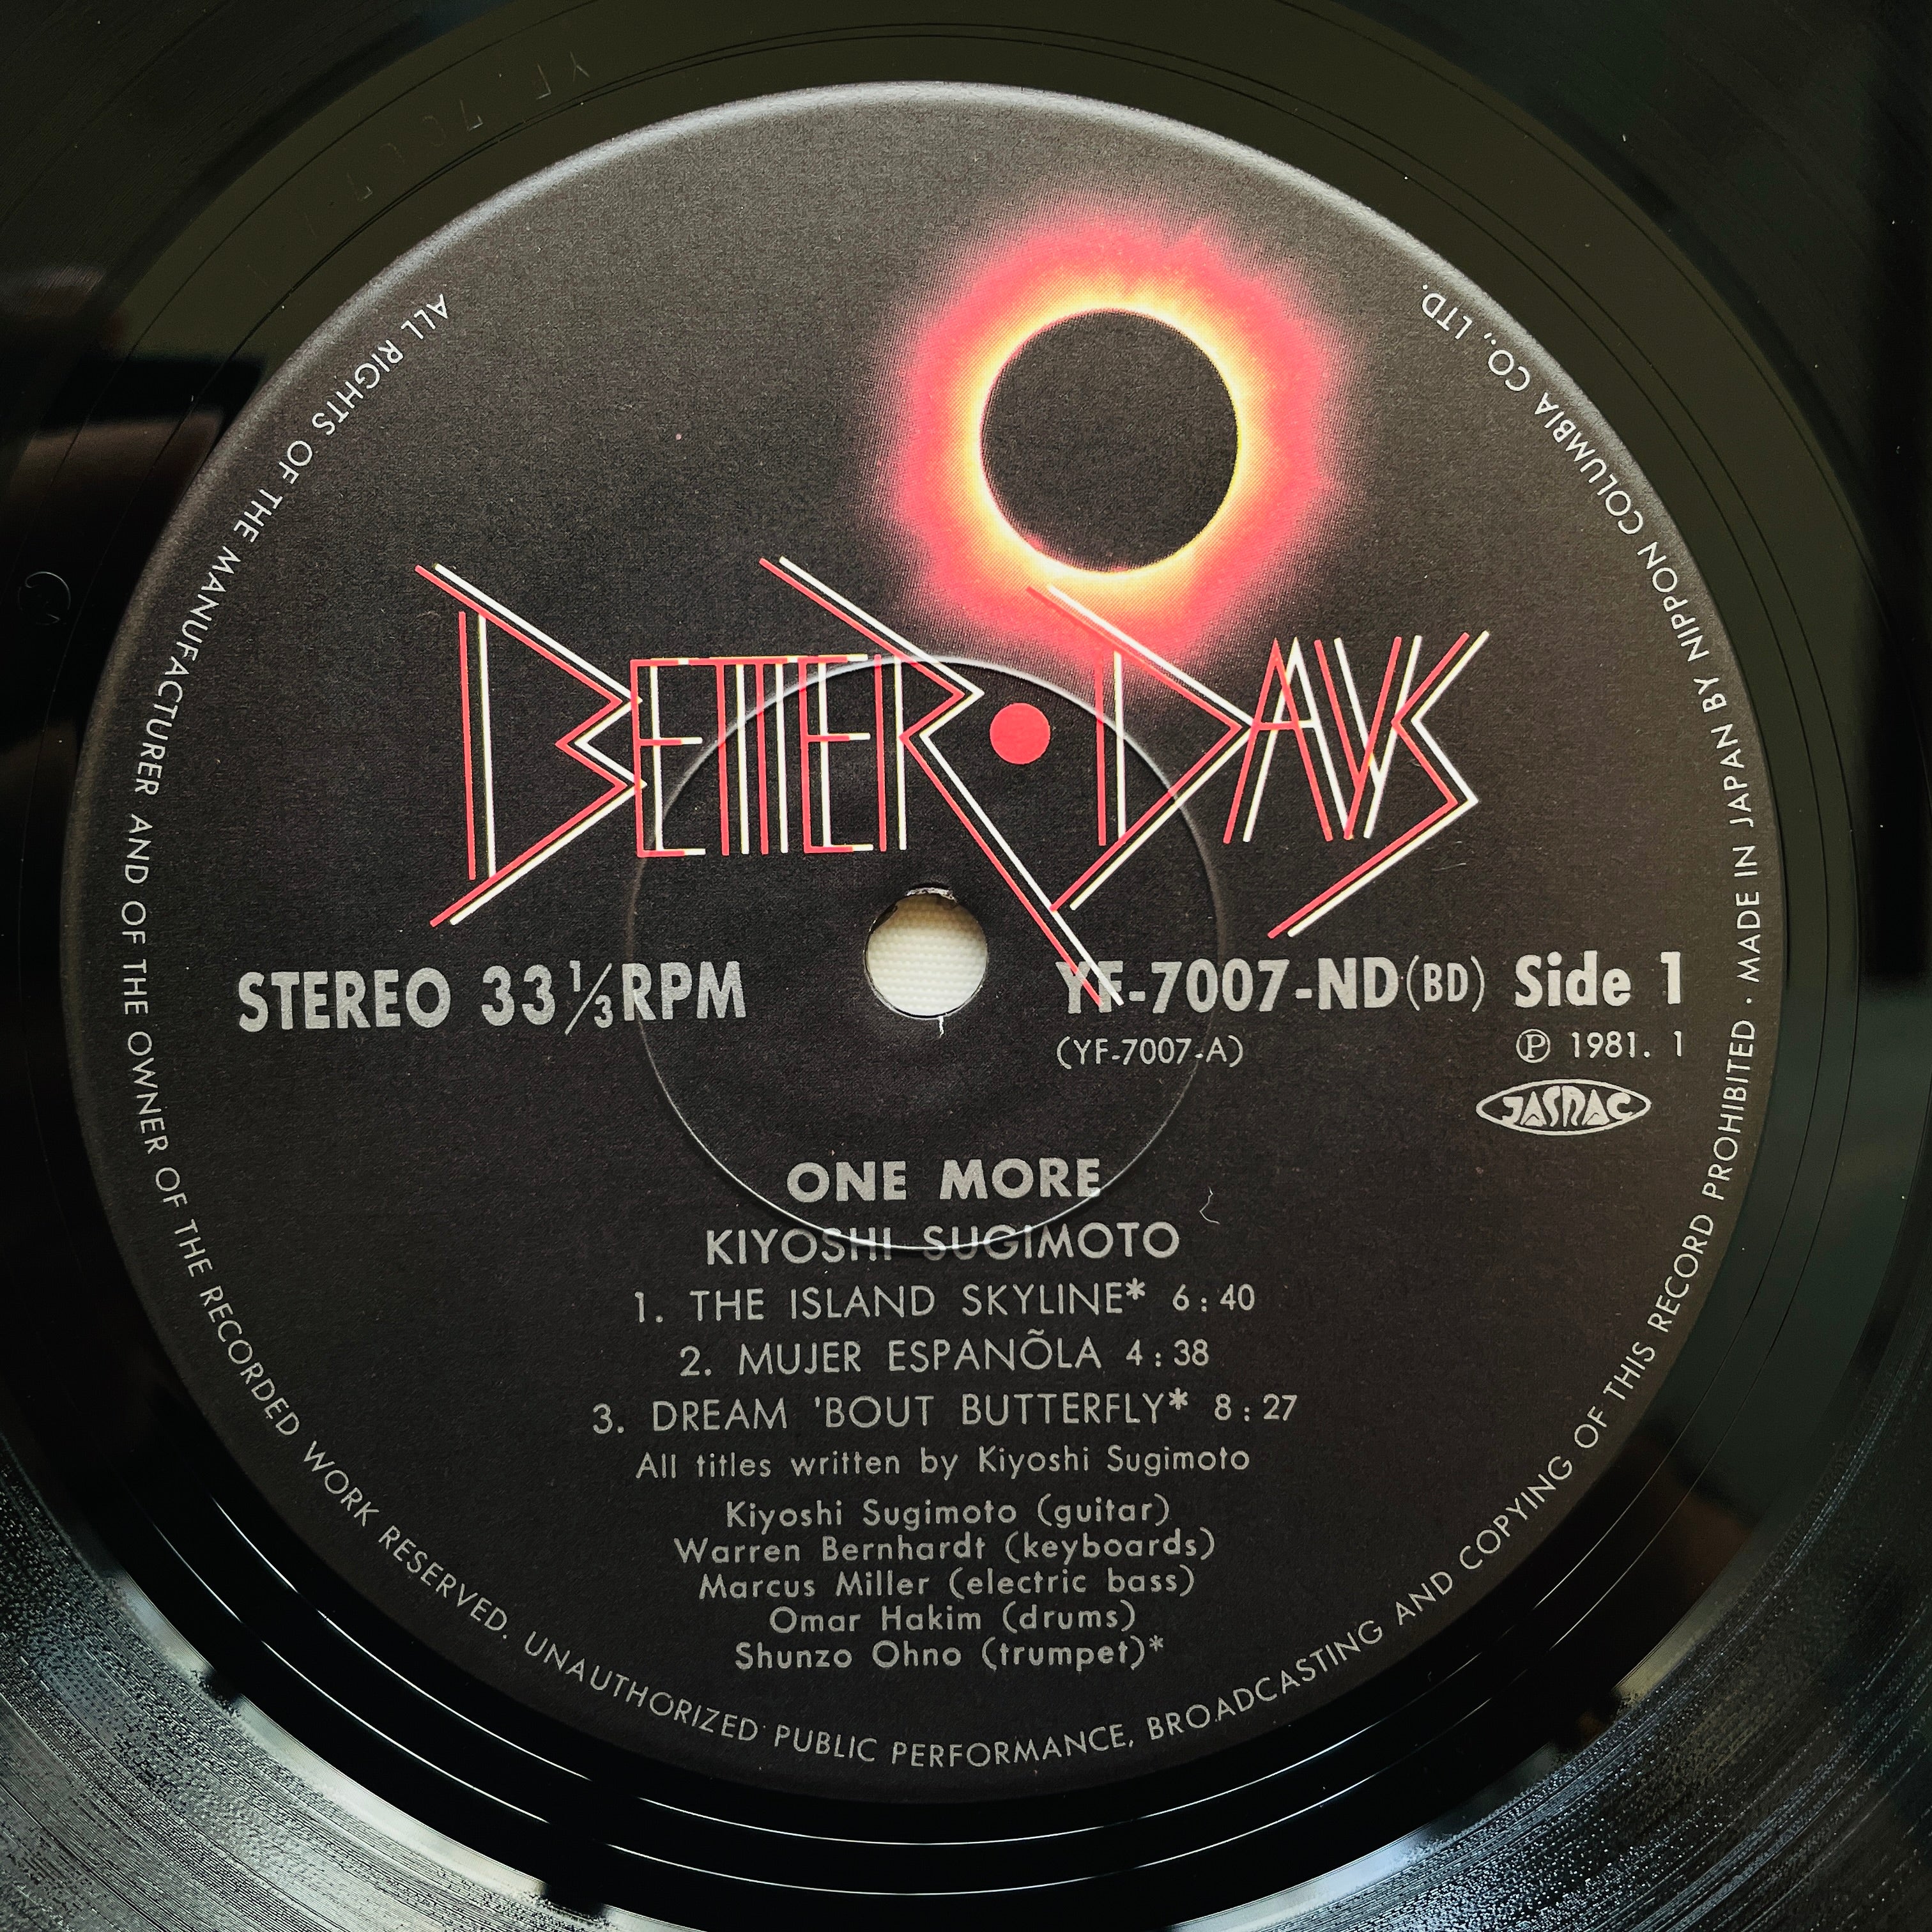 BETTER DAYS
STEREO 33⅓RPM
YF-7007-ND(BD) Side 1
(YF-7007-A)
Ⓟ 1981. 1
JASRAC
ONE MORE
KIYOSHI SUGIMOTO
1. THE ISLAND SKYLINE* 6:40
2. MUJER ESPANÕLA 4:38
3. DREAM 'BOUT BUTTERFLY* 8:27
All titles written by Kiyoshi Sugimoto
Kiyoshi Sugimoto (guitar)
Warren Bernhardt (keyboards)
Marcus Miller (electric bass)
Omar Hakim (drums)
Shunzo Ohno (trumpet)*
ALL RIGHTS OF THE MANUFACTURER AND OF THE OWNER OF THE RECORDED WORK RESERVED. UNAUTHORIZED PUBLIC PERFORMANCE, BROADCASTING AND COPYING OF THIS RECORD PROHIBITED · MADE IN JAPAN BY NIPPON COLUMBIA CO., LTD.